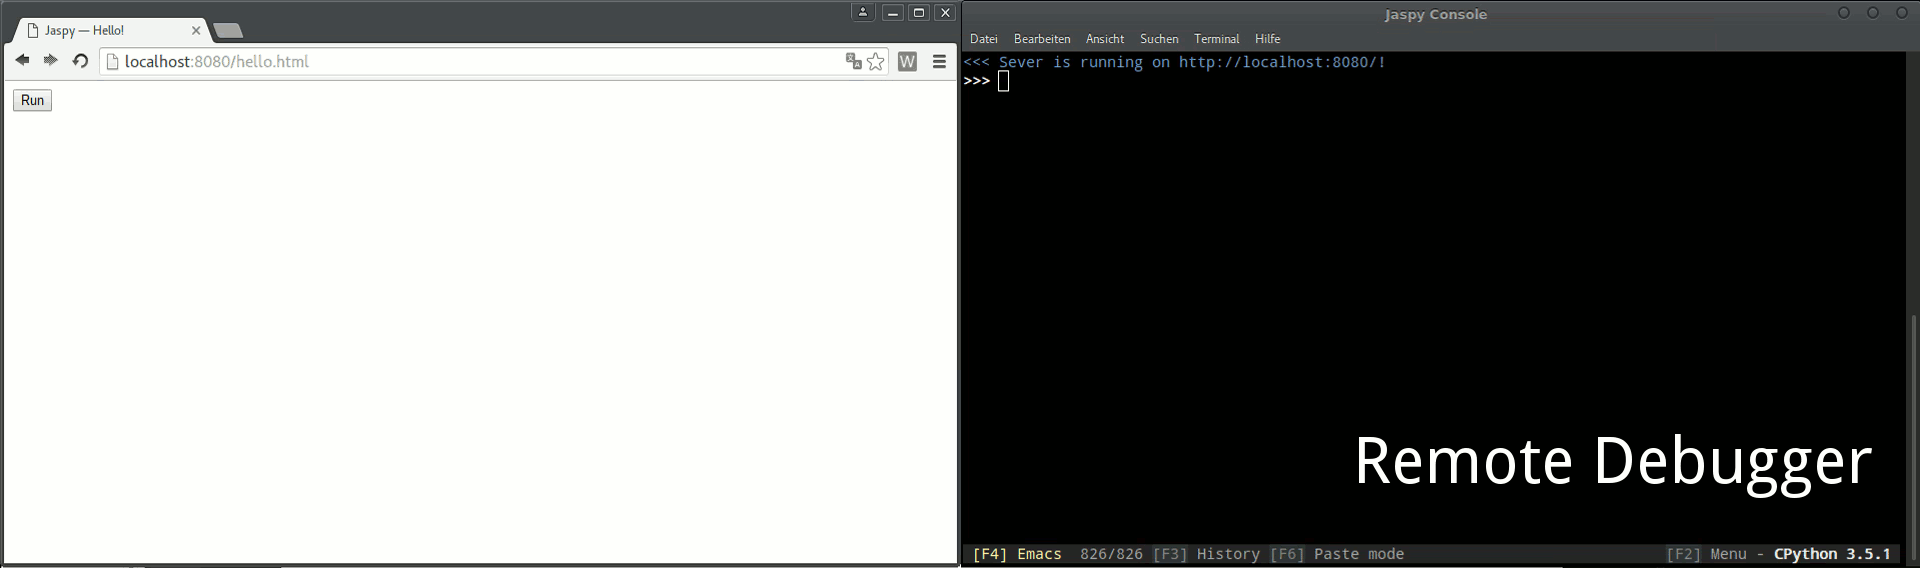 Jaspy — Hello!
localhost:8080/hello.html
W
Run
Jaspy Console
Datei Bearbeiten Ansicht Suchen Terminal Hilfe
<<< Sever is running on http://localhost:8080/!
>>>
Remote Debugger
[F4] Emacs 826/826 [F3] History [F6] Paste mode [F2] Menu - CPython 3.5.1